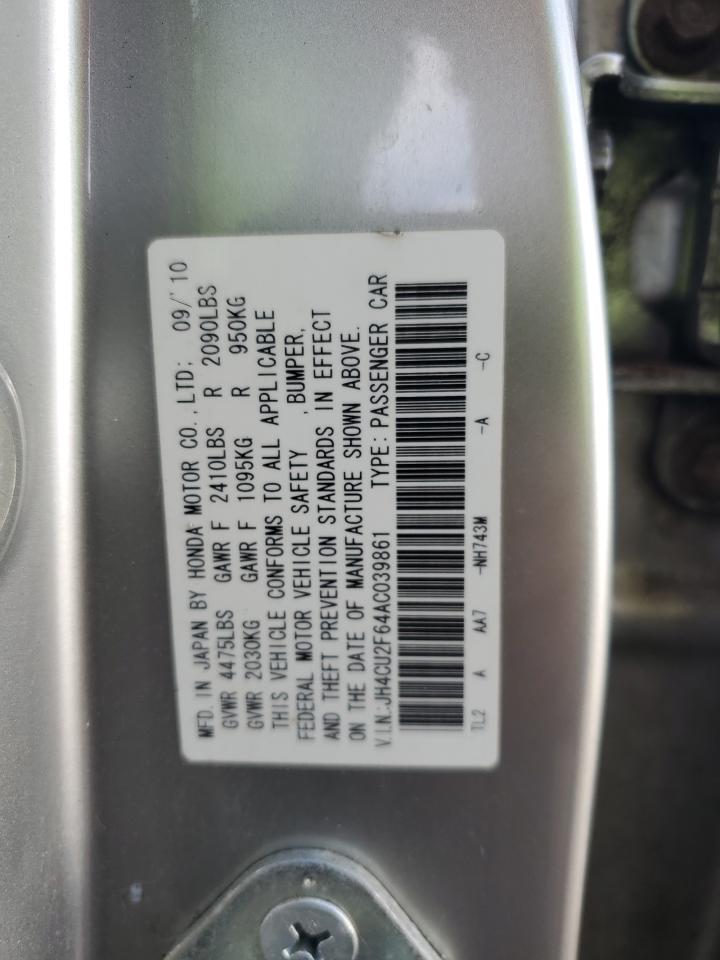 MFD. IN JAPAN BY HONDA MOTOR CO., LTD; 09/'10
GVWR 4475LBS GAWR F 2410LBS R 2090LBS
GVWR 2030KG GAWR F 1095KG R 950KG
THIS VEHICLE CONFORMS TO ALL APPLICABLE
FEDERAL MOTOR VEHICLE SAFETY , BUMPER,
AND THEFT PREVENTION STANDARDS IN EFFECT
ON THE DATE OF MANUFACTURE SHOWN ABOVE.
V.I.N.:JH4CU2F64AC039861 TYPE: PASSENGER CAR
TL2 A AA7 -NH743M -A -C